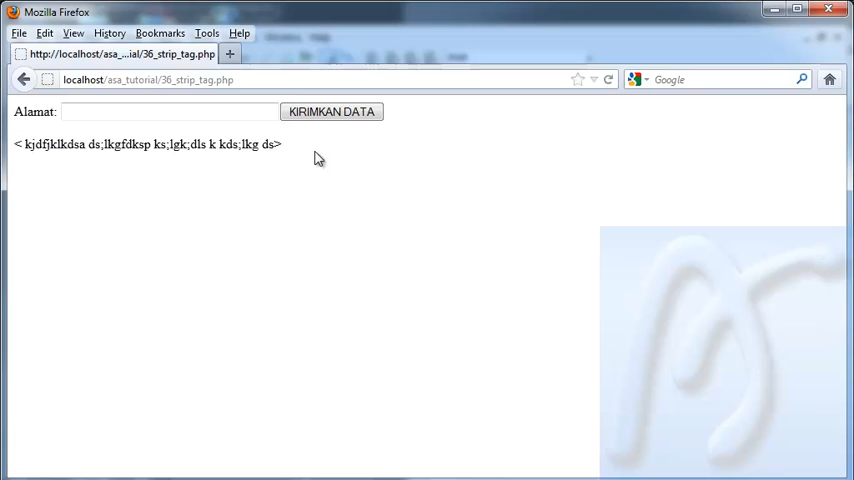 Mozilla Firefox
File Edit View History Bookmarks Tools Help
http://localhost/asa_...ial/36_strip_tag.php
localhost/asa_tutorial/36_strip_tag.php
Google
Alamat: KIRIMKAN DATA
< kjdfjklkdsa ds;lkgfdksp ks;lgk;dls k kds;lkg ds>